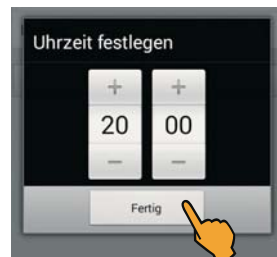 Uhrzeit festlegen
+ +
20 00
– –
Fertig